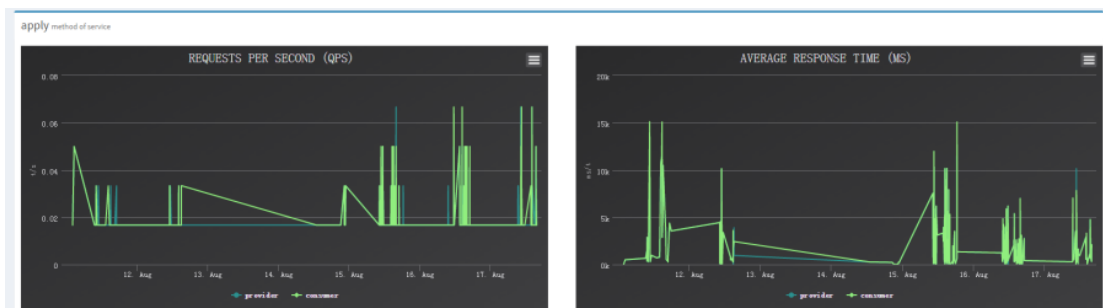 apply method of service
REQUESTS PER SECOND (QPS)
0.08
0.06
0.04
0.02
0
t/s
12. Aug 13. Aug 14. Aug 15. Aug 16. Aug 17. Aug
provider consumer
AVERAGE RESPONSE TIME (MS)
20k
15k
10k
5k
0k
12. Aug 13. Aug 14. Aug 15. Aug 16. Aug 17. Aug
provider consumer